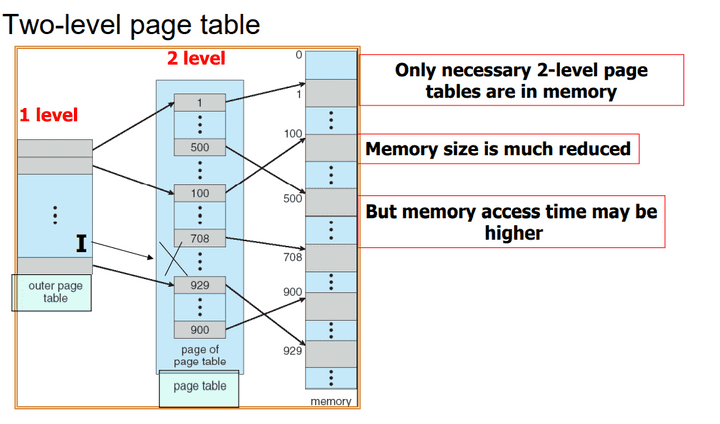 Two-level page table
2 level
1 level
outer page
table
I
1
500
100
708
929
900
page of
page table
page table
0
1
100
500
708
900
929
memory
Only necessary 2-level page
tables are in memory
Memory size is much reduced
But memory access time may be
higher